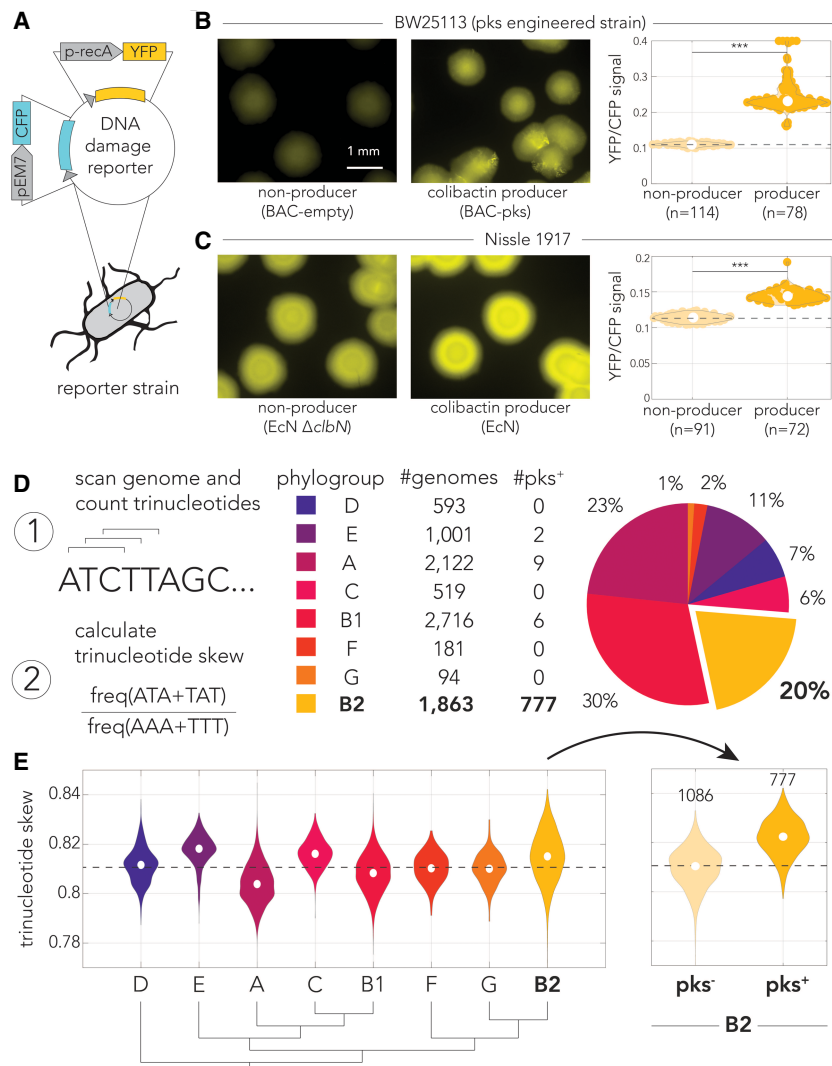 A
p-recA
YFP
CFP
pEM7
DNA
damage
reporter
reporter strain
B
BW25113 (pks engineered strain)
1 mm
non-producer
(BAC-empty)
colibactin producer
(BAC-pks)
YFP/CFP signal
0.4
0.3
0.2
0.1
0
***
non-producer
(n=114)
producer
(n=78)
C
Nissle 1917
non-producer
(EcN ΔclbN)
colibactin producer
(EcN)
YFP/CFP signal
0.2
0.15
0.1
0.05
0
***
non-producer
(n=91)
producer
(n=72)
D
1
scan genome and
count trinucleotides
ATCTTAGC...
2
calculate
trinucleotide skew
freq(ATA+TAT)
freq(AAA+TTT)
phylogroup #genomes #pks+
D 593 0
E 1,001 2
A 2,122 9
C 519 0
B1 2,716 6
F 181 0
G 94 0
B2 1,863 777
1%
2%
11%
7%
6%
20%
30%
23%
E
trinucleotide skew
0.84
0.82
0.8
0.78
D E A C B1 F G B2
1086
777
pks-
pks+
B2